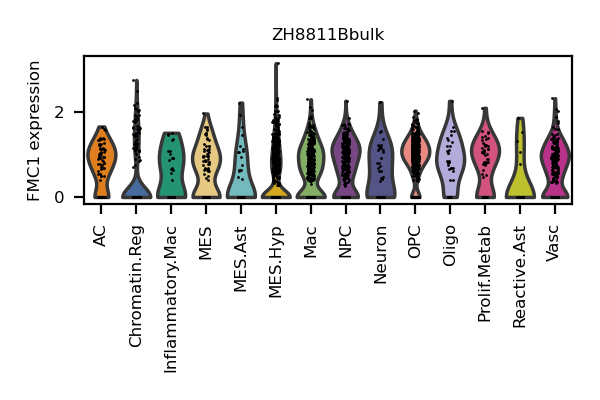 ZH8811Bbulk
FMC1 expression
2
0
AC
Chromatin.Reg
Inflammatory.Mac
MES
MES.Ast
MES.Hyp
Mac
NPC
Neuron
OPC
Oligo
Prolif.Metab
Reactive.Ast
Vasc